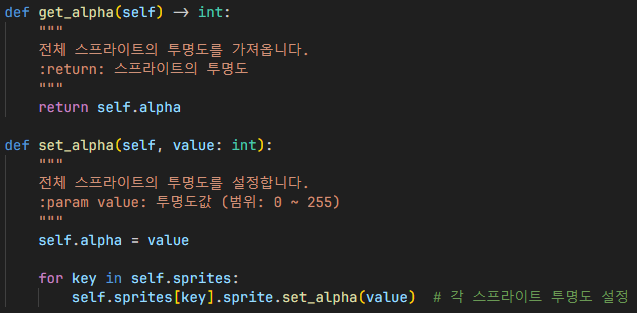 def get_alpha(self) -> int:
    """
    전체 스프라이트의 투명도를 가져옵니다.
    :return: 스프라이트의 투명도
    """
    return self.alpha

def set_alpha(self, value: int):
    """
    전체 스프라이트의 투명도를 설정합니다.
    :param value: 투명도값 (범위: 0 ~ 255)
    """
    self.alpha = value

    for key in self.sprites:
        self.sprites[key].sprite.set_alpha(value)  # 각 스프라이트 투명도 설정